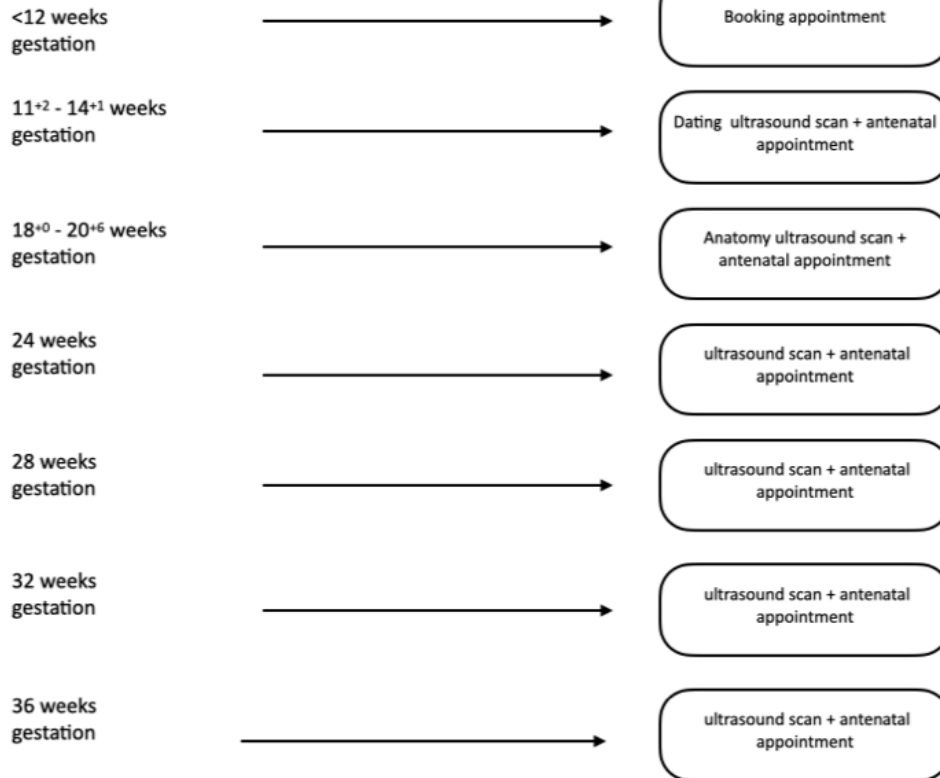 <12 weeks
gestation
Booking appointment
11⁺² - 14⁺¹ weeks
gestation
Dating ultrasound scan + antenatal
appointment
18⁺⁰ - 20⁺⁶ weeks
gestation
Anatomy ultrasound scan +
antenatal appointment
24 weeks
gestation
ultrasound scan + antenatal
appointment
28 weeks
gestation
ultrasound scan + antenatal
appointment
32 weeks
gestation
ultrasound scan + antenatal
appointment
36 weeks
gestation
ultrasound scan + antenatal
appointment